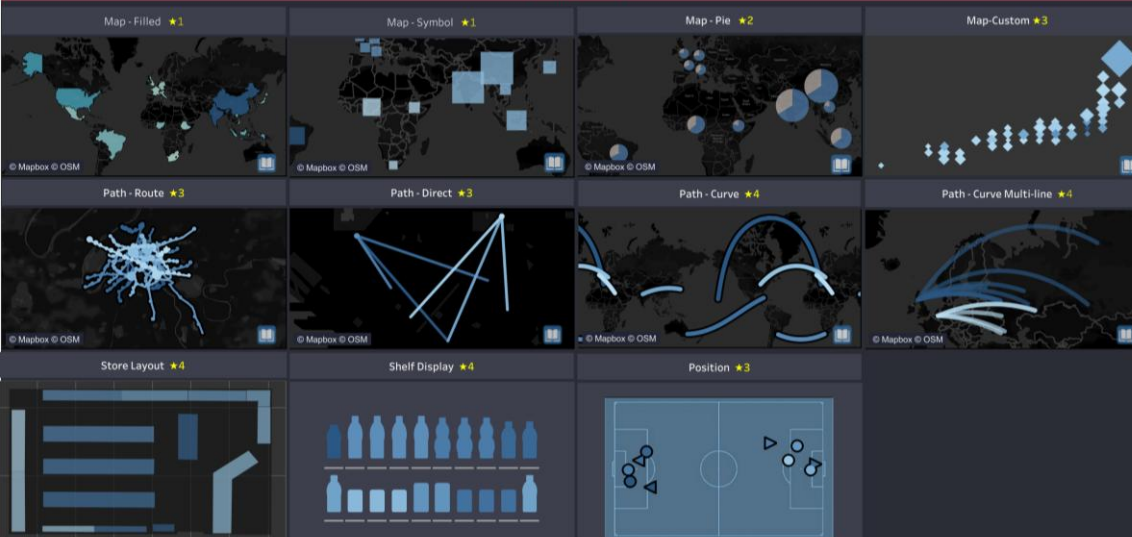 Map - Filled ★1
Map - Symbol ★1
Map - Pie ★2
Map-Custom ★3
© Mapbox © OSM
© Mapbox © OSM
© Mapbox © OSM
Path - Route ★3
Path - Direct ★3
Path - Curve ★4
Path - Curve Multi-line ★4
© Mapbox © OSM
© Mapbox © OSM
© Mapbox © OSM
© Mapbox © OSM
Store Layout ★4
Shelf Display ★4
Position ★3